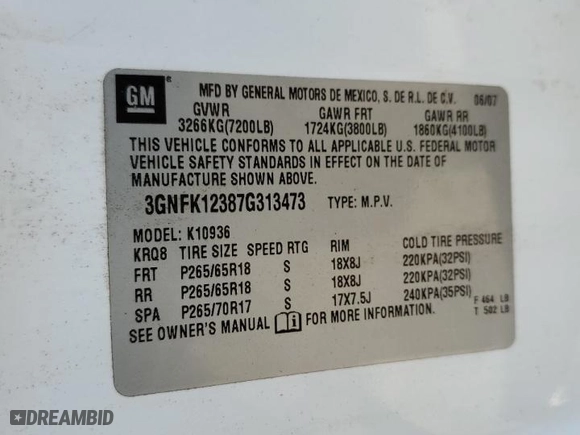 GM ®
MFD BY GENERAL MOTORS DE MEXICO, S. DE R.L. DE C.V. 06/07
GVWR GAWR FRT GAWR RR
3266KG(7200LB) 1724KG(3800LB) 1860KG(4100LB)
THIS VEHICLE CONFORMS TO ALL APPLICABLE U.S. FEDERAL MOTOR
VEHICLE SAFETY STANDARDS IN EFFECT ON THE DATE OF
MANUFACTURE SHOWN ABOVE.
3GNFK12387G313473 TYPE: M.P.V.
MODEL: K10936
KRQ8 TIRE SIZE SPEED RTG RIM COLD TIRE PRESSURE
FRT P265/65R18 S 18X8J 220KPA(32PSI)
RR P265/65R18 S 18X8J 220KPA(32PSI)
SPA P265/70R17 S 17X7.5J 240KPA(35PSI)
F 464 LB
T 502 LB
SEE OWNER'S MANUAL i FOR MORE INFORMATION.
DREAMBID